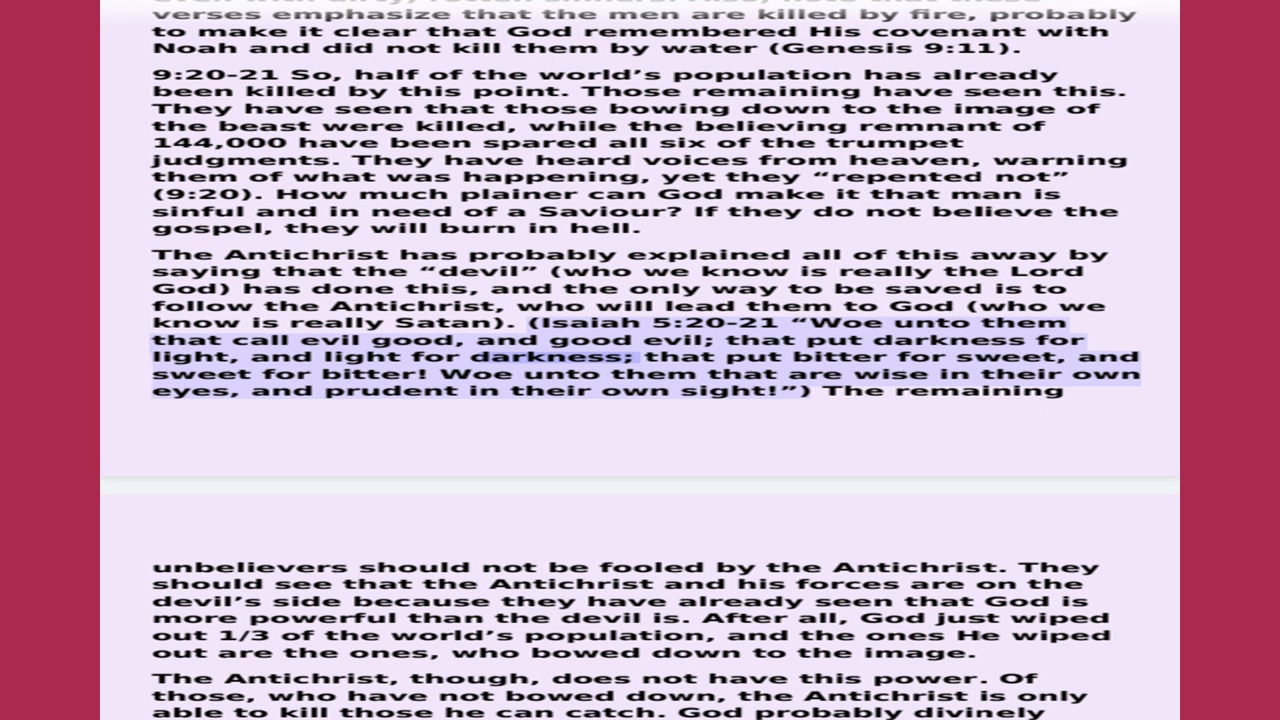 verses emphasize that the men are killed by fire, probably
to make it clear that God remembered His covenant with
Noah and did not kill them by water (Genesis 9:11).
9:20-21 So, half of the world’s population has already
been killed by this point. Those remaining have seen this.
They have seen that those bowing down to the image of
the beast were killed, while the believing remnant of
144,000 have been spared all six of the trumpet
judgments. They have heard voices from heaven, warning
them of what was happening, yet they “repented not”
(9:20). How much plainer can God make it that man is
sinful and in need of a Saviour? If they do not believe the
gospel, they will burn in hell.
The Antichrist has probably explained all of this away by
saying that the “devil” (who we know is really the Lord
God) has done this, and the only way to be saved is to
follow the Antichrist, who will lead them to God (who we
know is really Satan). (Isaiah 5:20-21 “Woe unto them
that call evil good, and good evil; that put darkness for
light, and light for darkness; that put bitter for sweet, and
sweet for bitter! Woe unto them that are wise in their own
eyes, and prudent in their own sight!”) The remaining
unbelievers should not be fooled by the Antichrist. They
should see that the Antichrist and his forces are on the
devil’s side because they have already seen that God is
more powerful than the devil is. After all, God just wiped
out 1/3 of the world’s population, and the ones He wiped
out are the ones, who bowed down to the image.
The Antichrist, though, does not have this power. Of
those, who have not bowed down, the Antichrist is only
able to kill those he can catch. God probably divinely